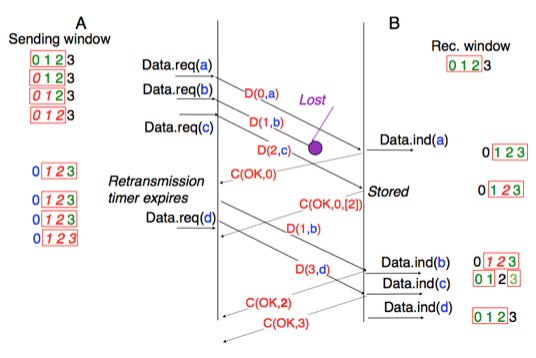 A
B
Sending window
Rec. window
0 1 2 3
0 1 2 3
0 1 2 3
0 1 2 3
0 1 2 3
Data.req(a)
Data.req(b)
Data.req(c)
D(0,a)
Lost
D(1,b)
D(2,c)
Data.ind(a)
0 1 2 3
C(OK,0)
0 1 2 3
Retransmission
timer expires
Stored
0 1 2 3
C(OK,0,[2])
0 1 2 3
0 1 2 3
Data.req(d)
D(1,b)
0 1 2 3
D(3,d)
Data.ind(b)
0 1 2 3
Data.ind(c)
0 1 2 3
C(OK,2)
Data.ind(d)
0 1 2 3
C(OK,3)